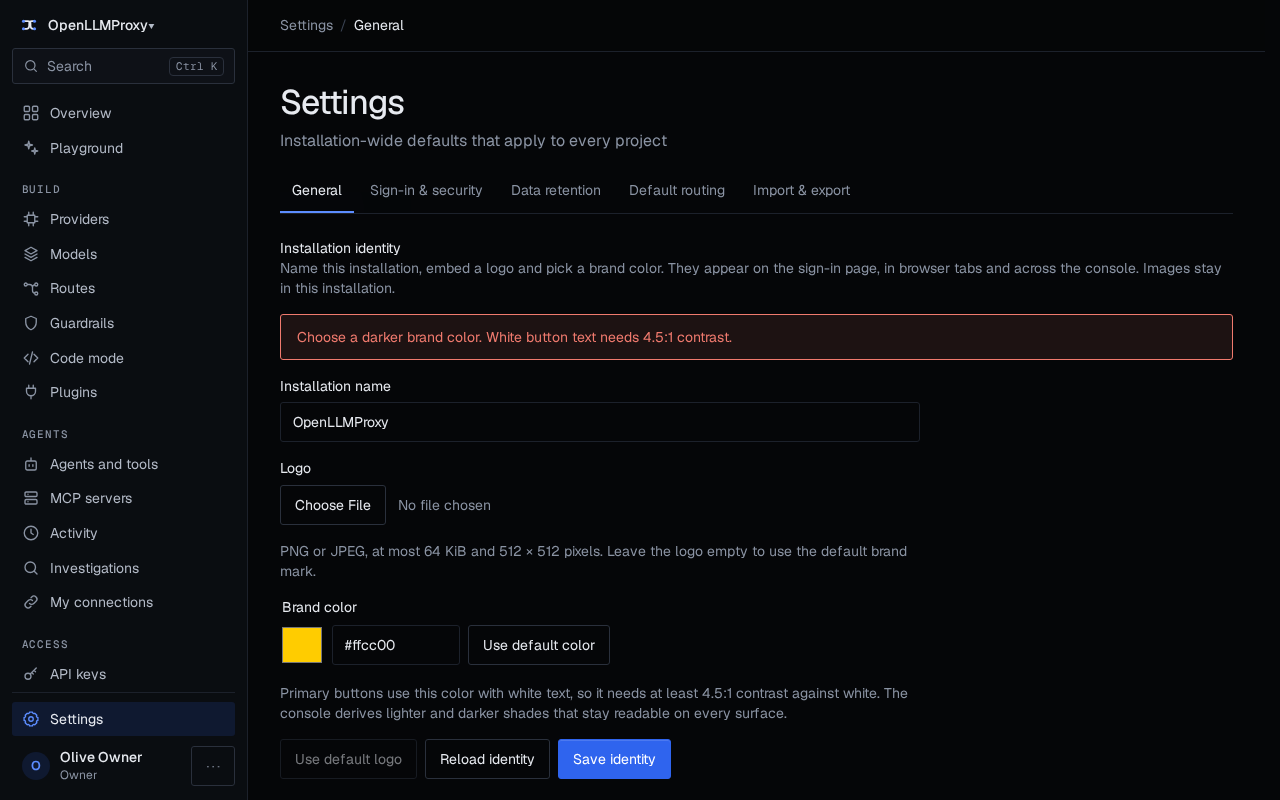 OpenLLMProxy▾
Search
Ctrl K
Overview
Playground
BUILD
Providers
Models
Routes
Guardrails
Code mode
Plugins
AGENTS
Agents and tools
MCP servers
Activity
Investigations
My connections
ACCESS
API keys
Settings
O
Olive Owner
Owner
...
Settings / General
Settings
Installation-wide defaults that apply to every project
General
Sign-in & security
Data retention
Default routing
Import & export
Installation identity
Name this installation, embed a logo and pick a brand color. They appear on the sign-in page, in browser tabs and across the console. Images stay
in this installation.
Choose a darker brand color. White button text needs 4.5:1 contrast.
Installation name
OpenLLMProxy
Logo
Choose File
No file chosen
PNG or JPEG, at most 64 KiB and 512 × 512 pixels. Leave the logo empty to use the default brand
mark.
Brand color
#ffcc00
Use default color
Primary buttons use this color with white text, so it needs at least 4.5:1 contrast against white. The
console derives lighter and darker shades that stay readable on every surface.
Use default logo
Reload identity
Save identity